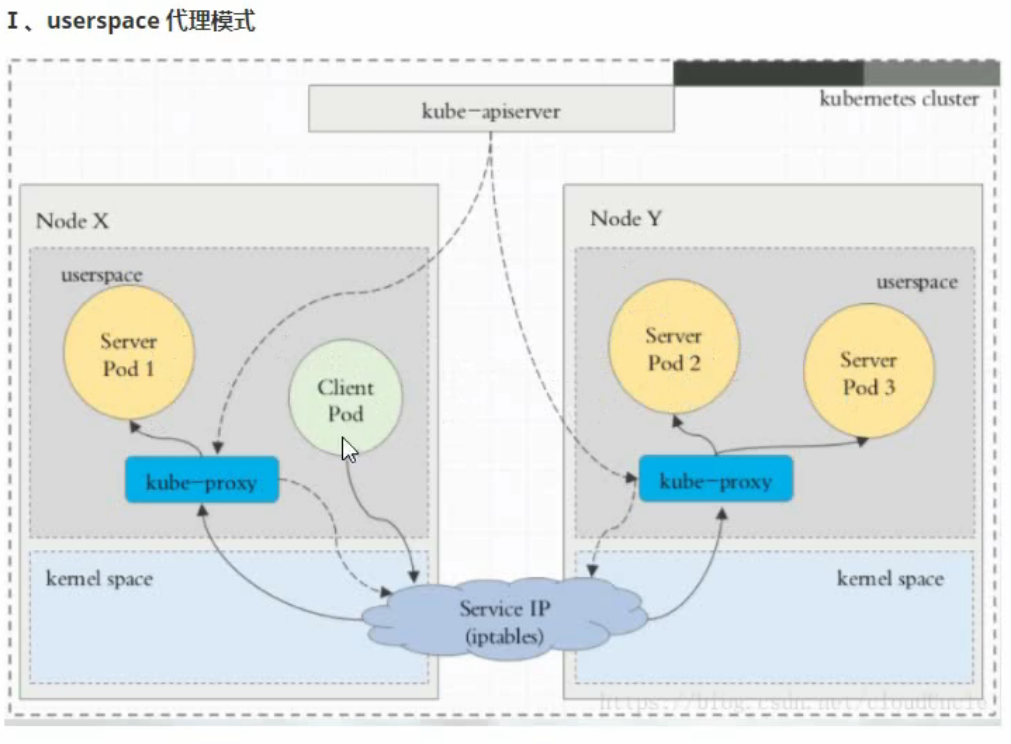 I 、userspace 代理模式
kubernetes cluster
kube-apiserver
Node X
Node Y
userspace
userspace
Server
Pod 1
Client
Pod
Server
Pod 2
Server
Pod 3
kube-proxy
kube-proxy
kernel space
kernel space
Service IP
(iptables)
https://blog.csdn.net/cloudUncle